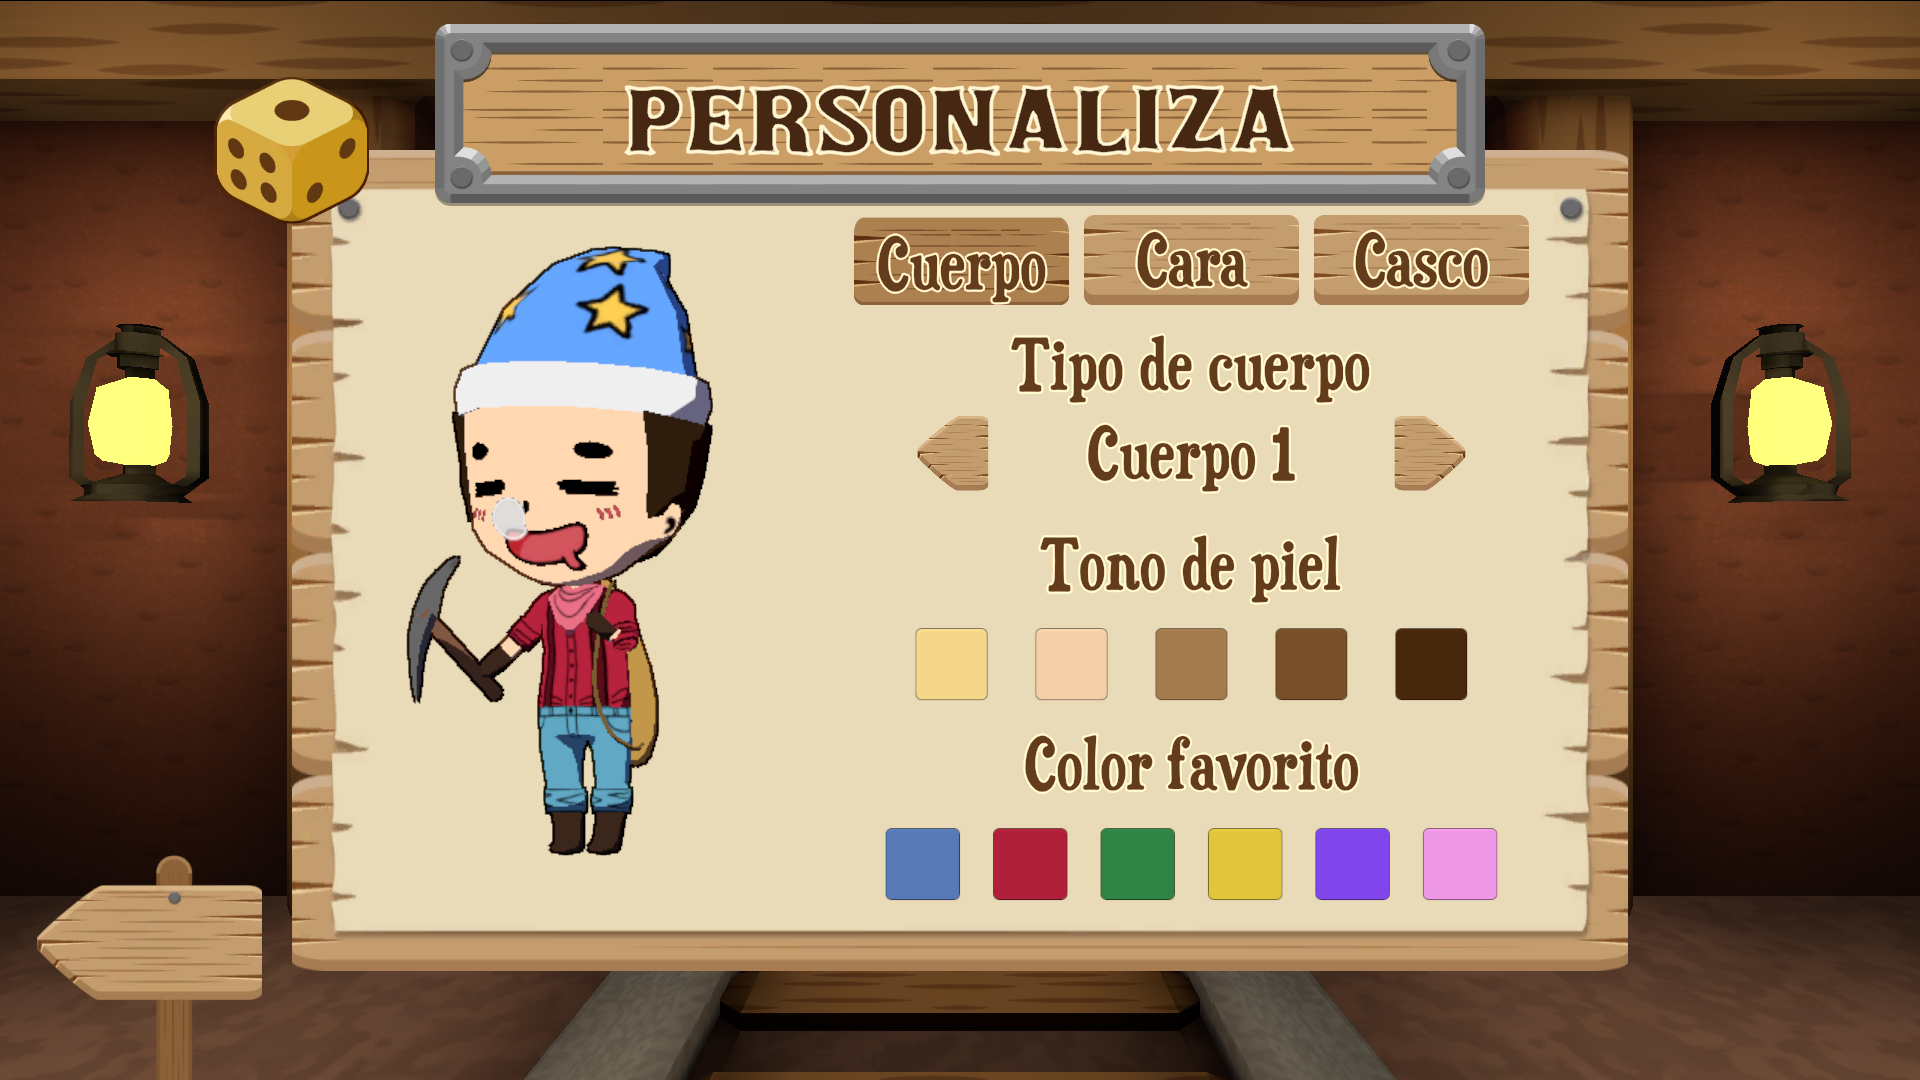 PERSONALIZA
Cuerpo Cara Casco
Tipo de cuerpo
Cuerpo 1
Tono de piel
Color favorito